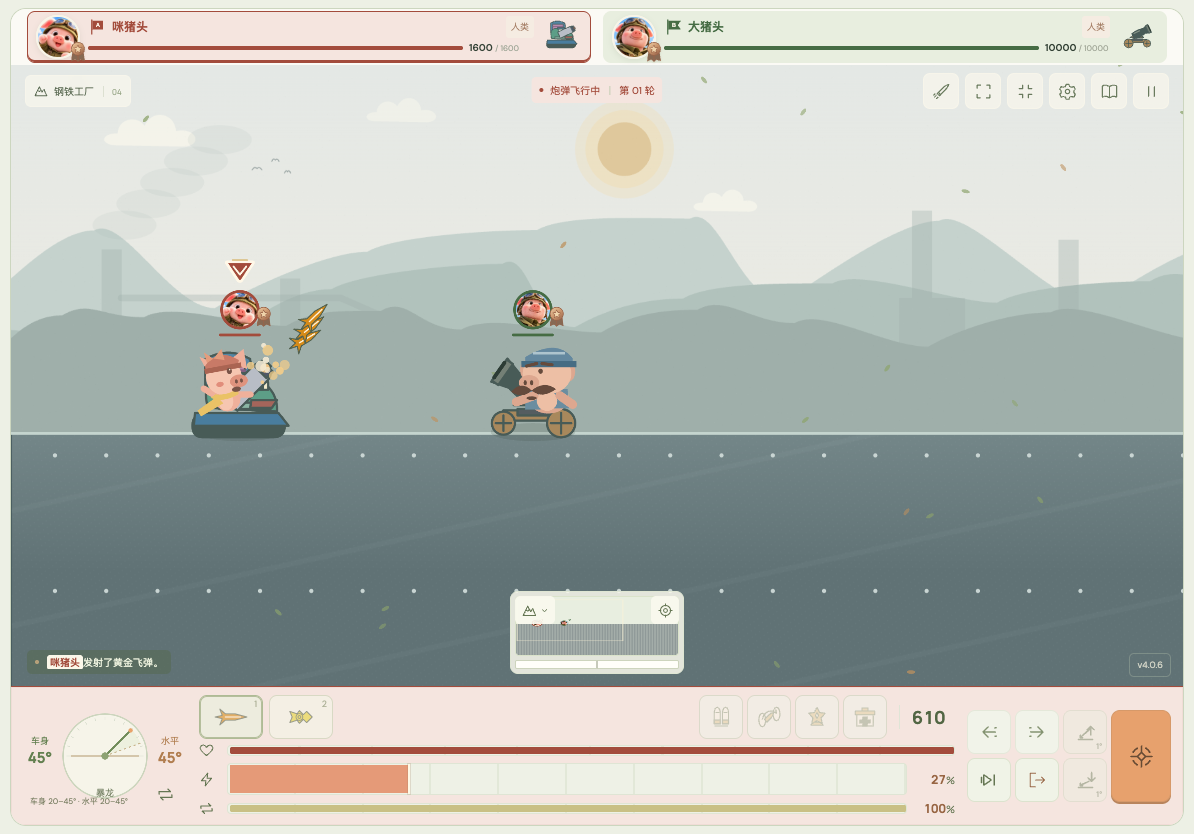 咪猪头
人类
1600 / 1600
大猪头
人类
10000 / 10000
钢铁工厂
04
炮弹飞行中
第 01 轮
咪猪头 发射了黄金飞弹。
v4.0.6
车身
45°
水平
45°
暴龙
车身 20–45° · 水平 20–45°
1
2
610
27%
100%
1°
1°